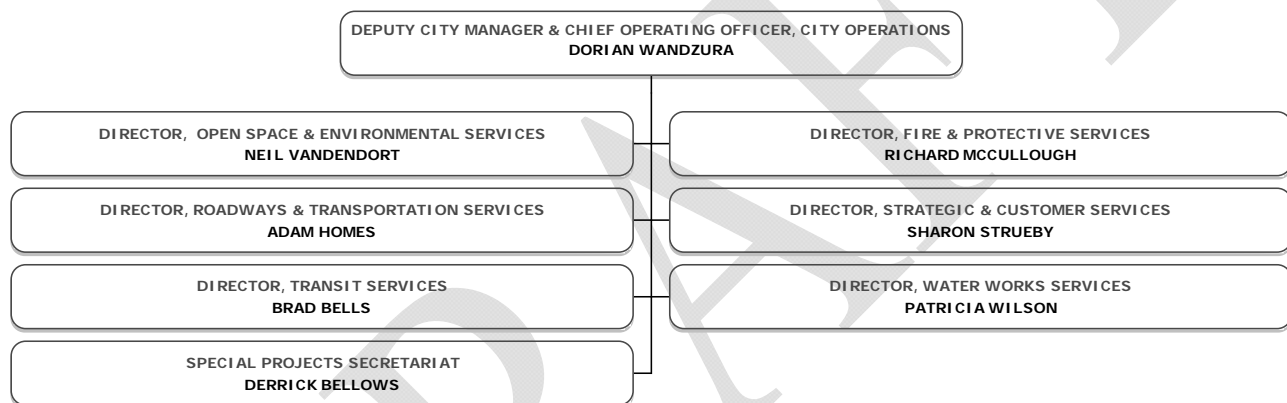 DEPUTY CITY MANAGER & CHIEF OPERATING OFFICER, CITY OPERATIONS
DORIAN WANDZURA
DIRECTOR, OPEN SPACE & ENVIRONMENTAL SERVICES
NEIL VANDENDORT
DIRECTOR, FIRE & PROTECTIVE SERVICES
RICHARD MCCULLOUGH
DIRECTOR, ROADWAYS & TRANSPORTATION SERVICES
ADAM HOMES
DIRECTOR, STRATEGIC & CUSTOMER SERVICES
SHARON STRUEBY
DIRECTOR, TRANSIT SERVICES
BRAD BELLS
DIRECTOR, WATER WORKS SERVICES
PATRICIA WILSON
SPECIAL PROJECTS SECRETARIAT
DERRICK BELLOWS